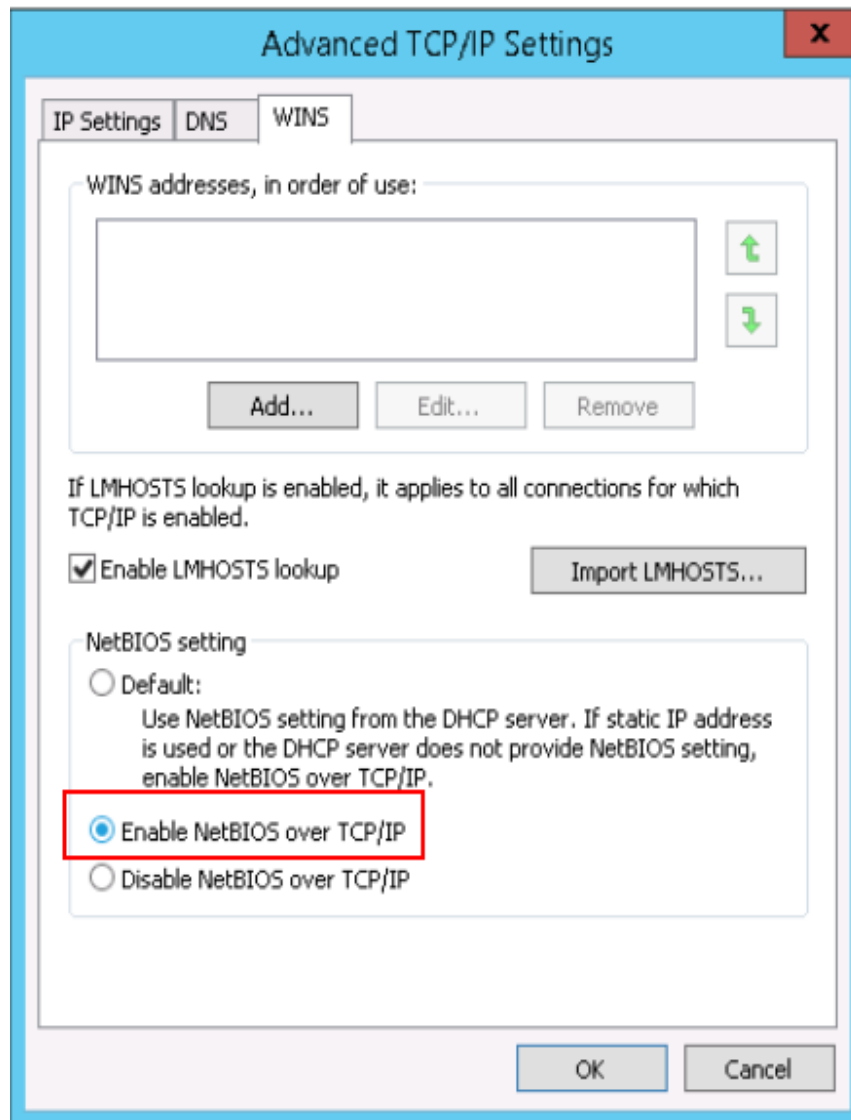 Advanced TCP/IP Settings
x
IP Settings
DNS
WINS
WINS addresses, in order of use:
Add...
Edit...
Remove
If LMHOSTS lookup is enabled, it applies to all connections for which
TCP/IP is enabled.
Enable LMHOSTS lookup
Import LMHOSTS...
NetBIOS setting
Default:
Use NetBIOS setting from the DHCP server. If static IP address
is used or the DHCP server does not provide NetBIOS setting,
enable NetBIOS over TCP/IP.
Enable NetBIOS over TCP/IP
Disable NetBIOS over TCP/IP
OK
Cancel